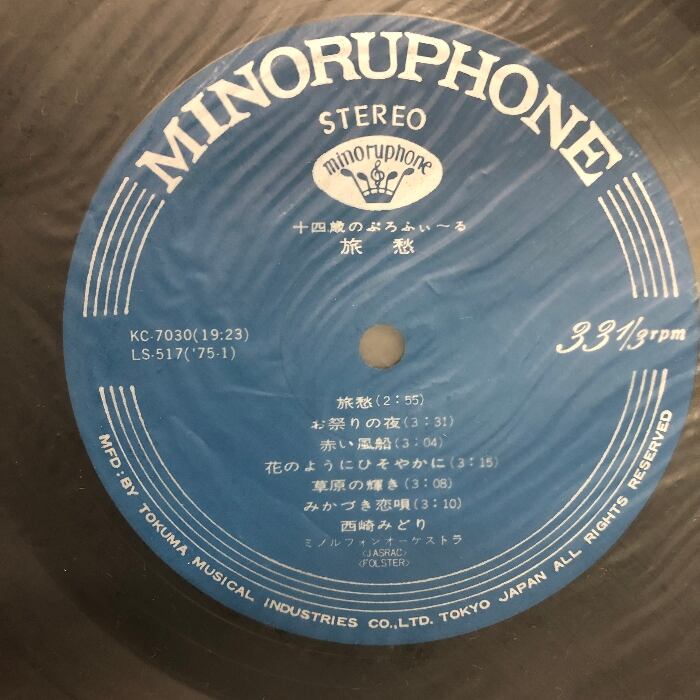 MINORUPHONE
STEREO
minoruphone
十四歳のぷろふぃ～る
旅愁
KC-7030(19:23)
LS-517('75-1)
33 1/3 rpm
旅愁(2:55)
お祭りの夜(3:31)
赤い風船(3:04)
花のようにひそやかに(3:15)
草原の輝き(3:08)
みかづき恋唄(3:10)
西崎みどり
ミノルフォンオーケストラ
<JASRAC>
<FOLSTER>
MFD: BY TOKUMA MUSICAL INDUSTRIES CO.,LTD. TOKYO JAPAN ALL RIGHTS RESERVED